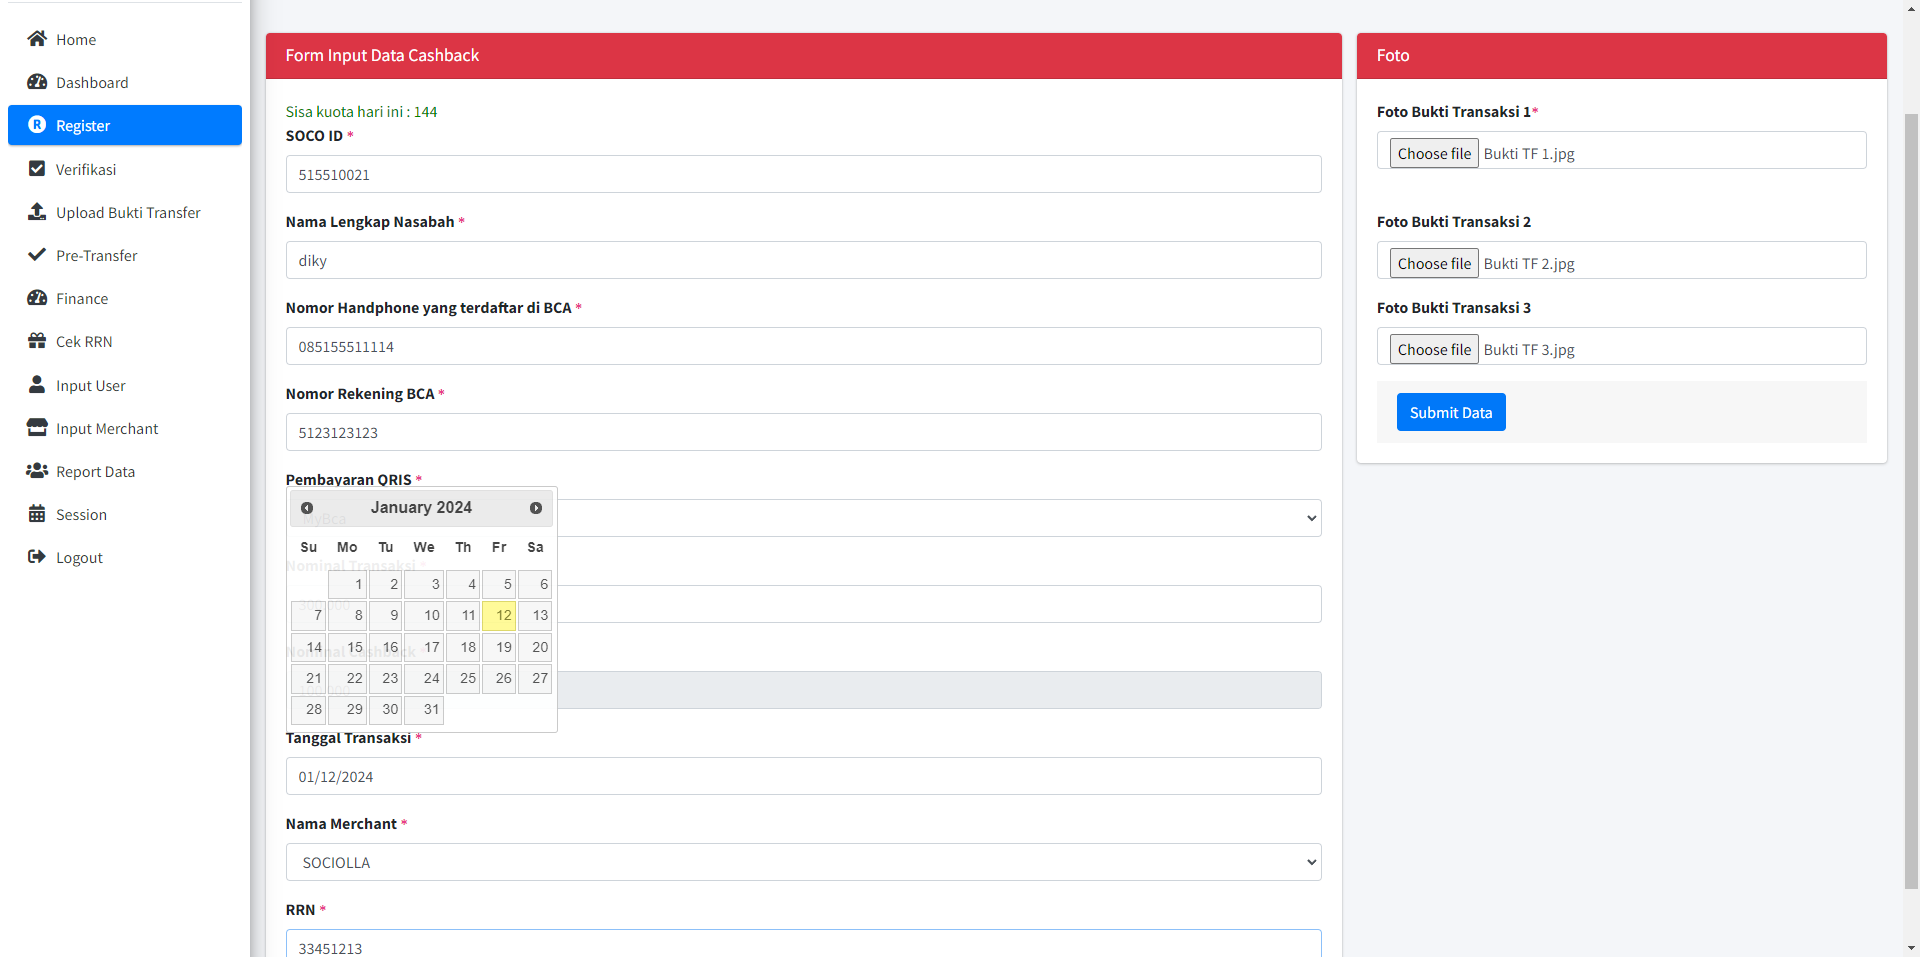 Home
Dashboard
Register
Verifikasi
Upload Bukti Transfer
Pre-Transfer
Finance
Cek RRN
Input User
Input Merchant
Report Data
Session
Logout
Form Input Data Cashback
Sisa kuota hari ini : 144
SOCO ID *
515510021
Nama Lengkap Nasabah *
diky
Nomor Handphone yang terdaftar di BCA *
085155511114
Nomor Rekening BCA *
5123123123
Pembayaran QRIS *
MyBca
January 2024
Su Mo Tu We Th Fr Sa
Nominal Transaksi *
1 2 3 4 5 6
7 8 9 10 11 12 13
14 15 16 17 18 19 20
Nominal Cashback *
21 22 23 24 25 26 27
28 29 30 31
Tanggal Transaksi *
01/12/2024
Nama Merchant *
SOCIOLLA
RRN *
33451213
Foto
Foto Bukti Transaksi 1*
Choose file Bukti TF 1.jpg
Foto Bukti Transaksi 2
Choose file Bukti TF 2.jpg
Foto Bukti Transaksi 3
Choose file Bukti TF 3.jpg
Submit Data